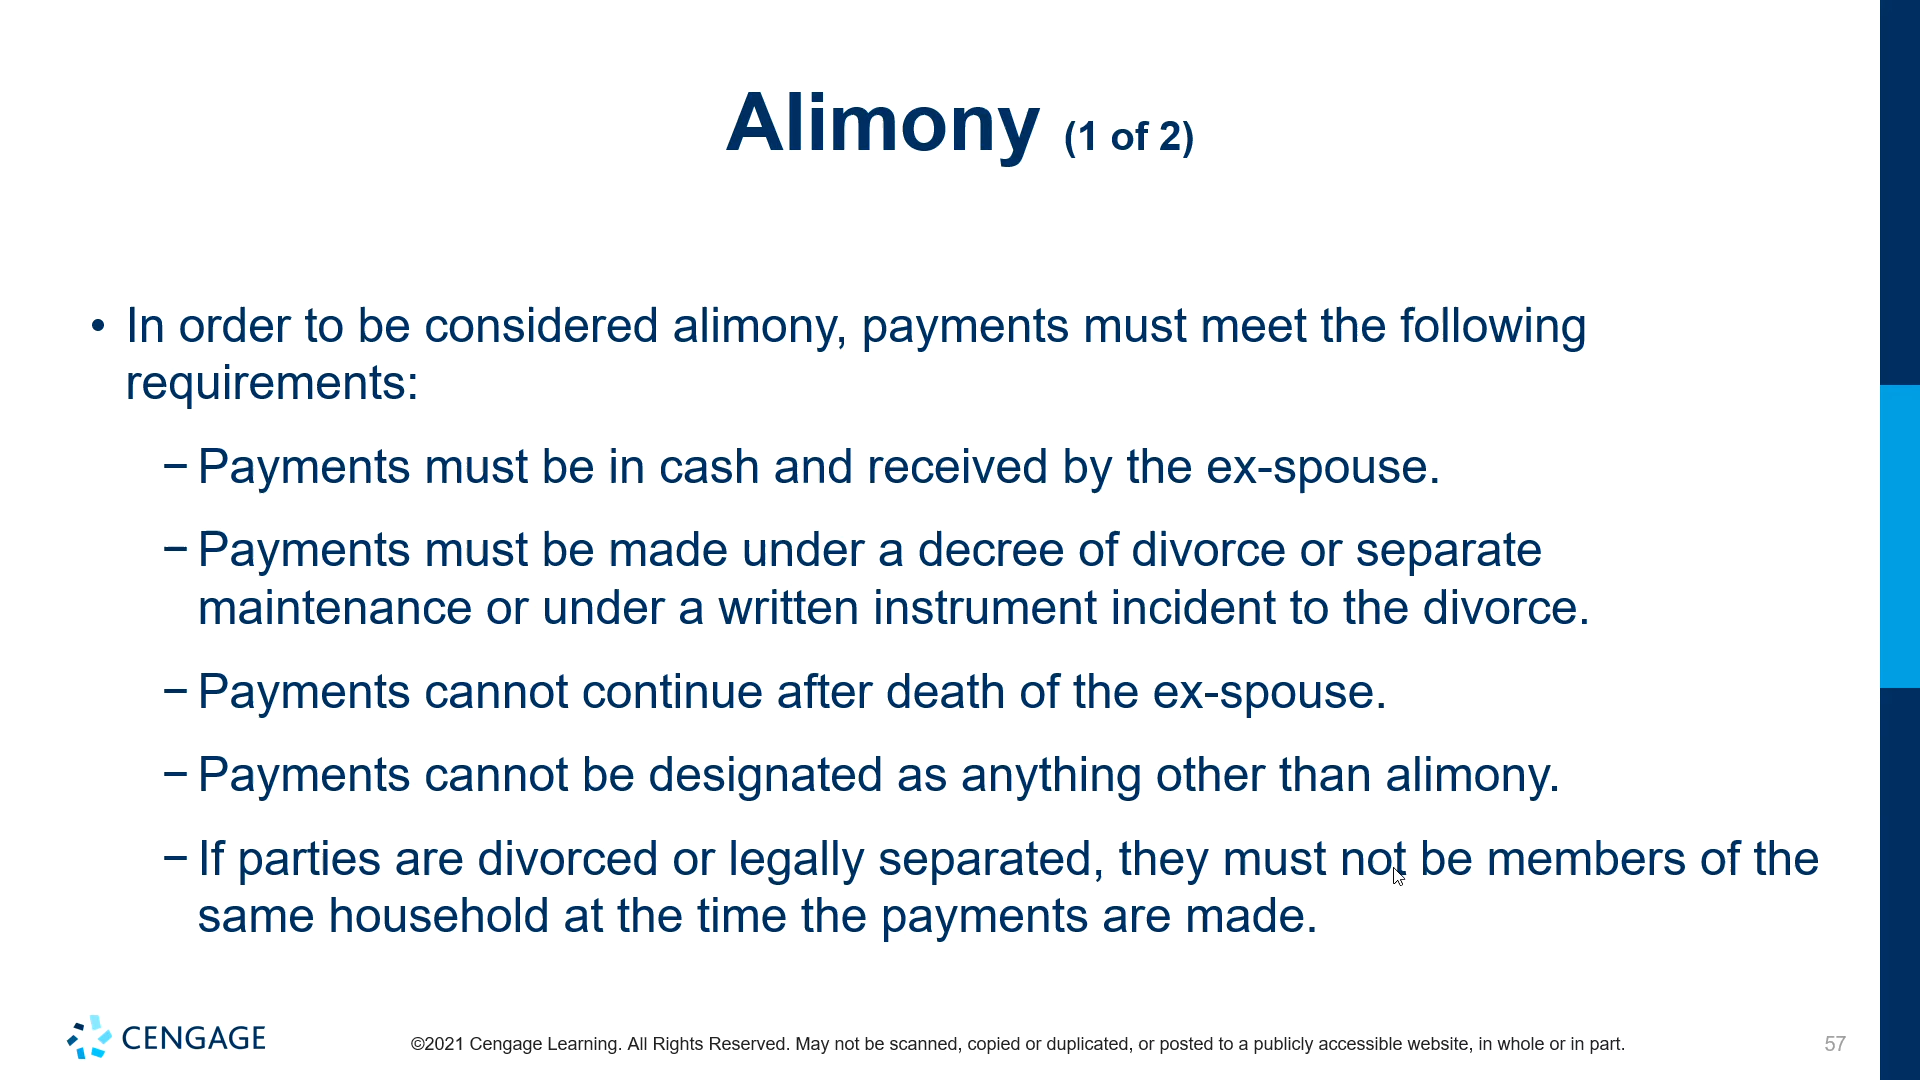 Alimony (1 of 2)
• In order to be considered alimony, payments must meet the following
requirements:
− Payments must be in cash and received by the ex-spouse.
− Payments must be made under a decree of divorce or separate
maintenance or under a written instrument incident to the divorce.
− Payments cannot continue after death of the ex-spouse.
− Payments cannot be designated as anything other than alimony.
− If parties are divorced or legally separated, they must not be members of the
same household at the time the payments are made.
CENGAGE
©2021 Cengage Learning. All Rights Reserved. May not be scanned, copied or duplicated, or posted to a publicly accessible website, in whole or in part.
57